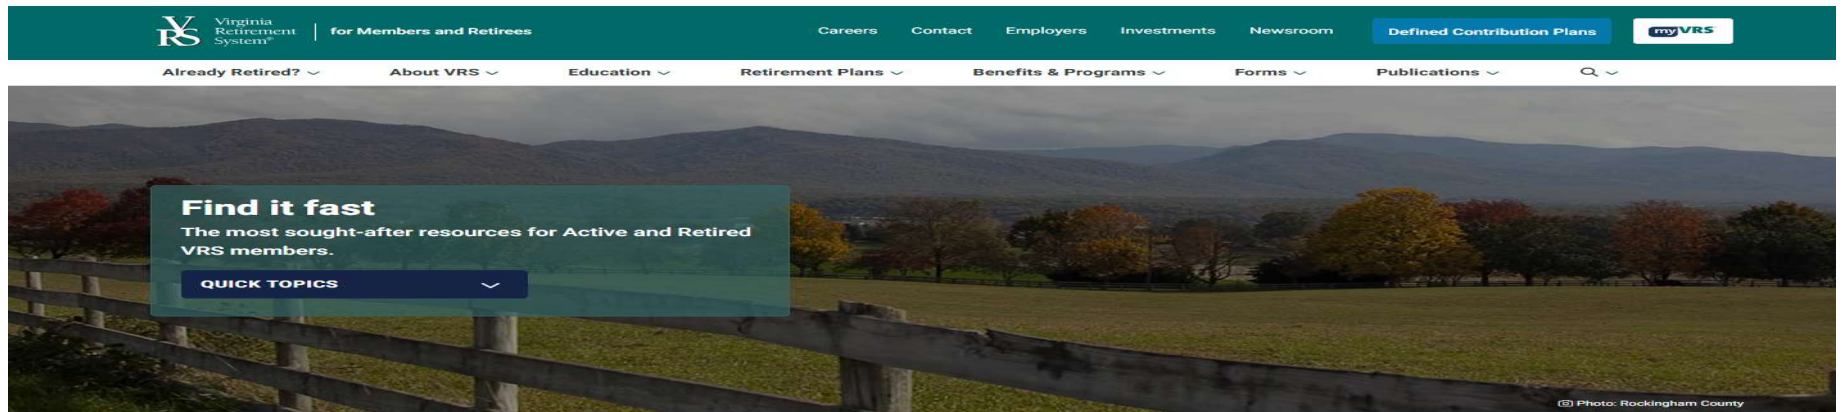 VRS
Virginia
Retirement
System®
for Members and Retirees
Careers Contact Employers Investments Newsroom Defined Contribution Plans myVRS
Already Retired? About VRS Education Retirement Plans Benefits & Programs Forms Publications
Find it fast
The most sought-after resources for Active and Retired
VRS members.
QUICK TOPICS
Photo: Rockingham County